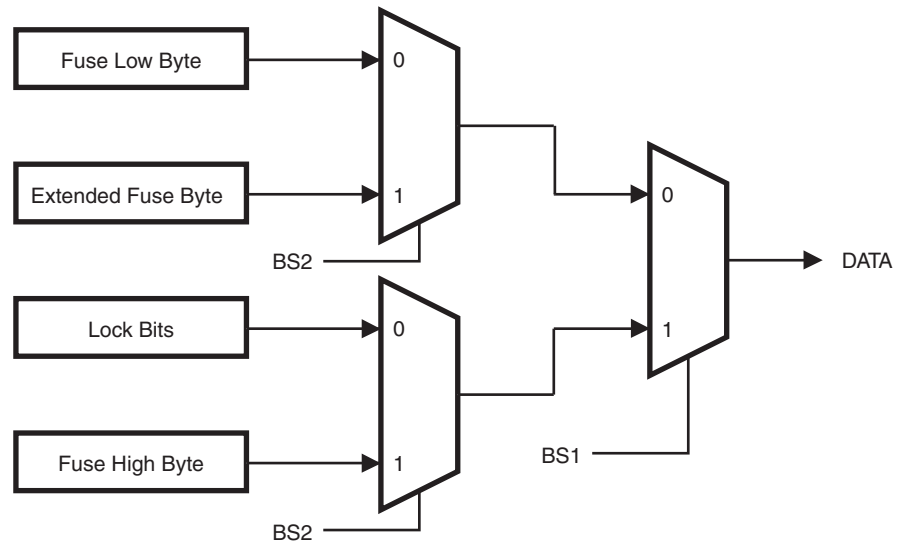 Fuse Low Byte
0
Extended Fuse Byte
1
BS2
0
DATA
Lock Bits
0
1
Fuse High Byte
1
BS1
BS2